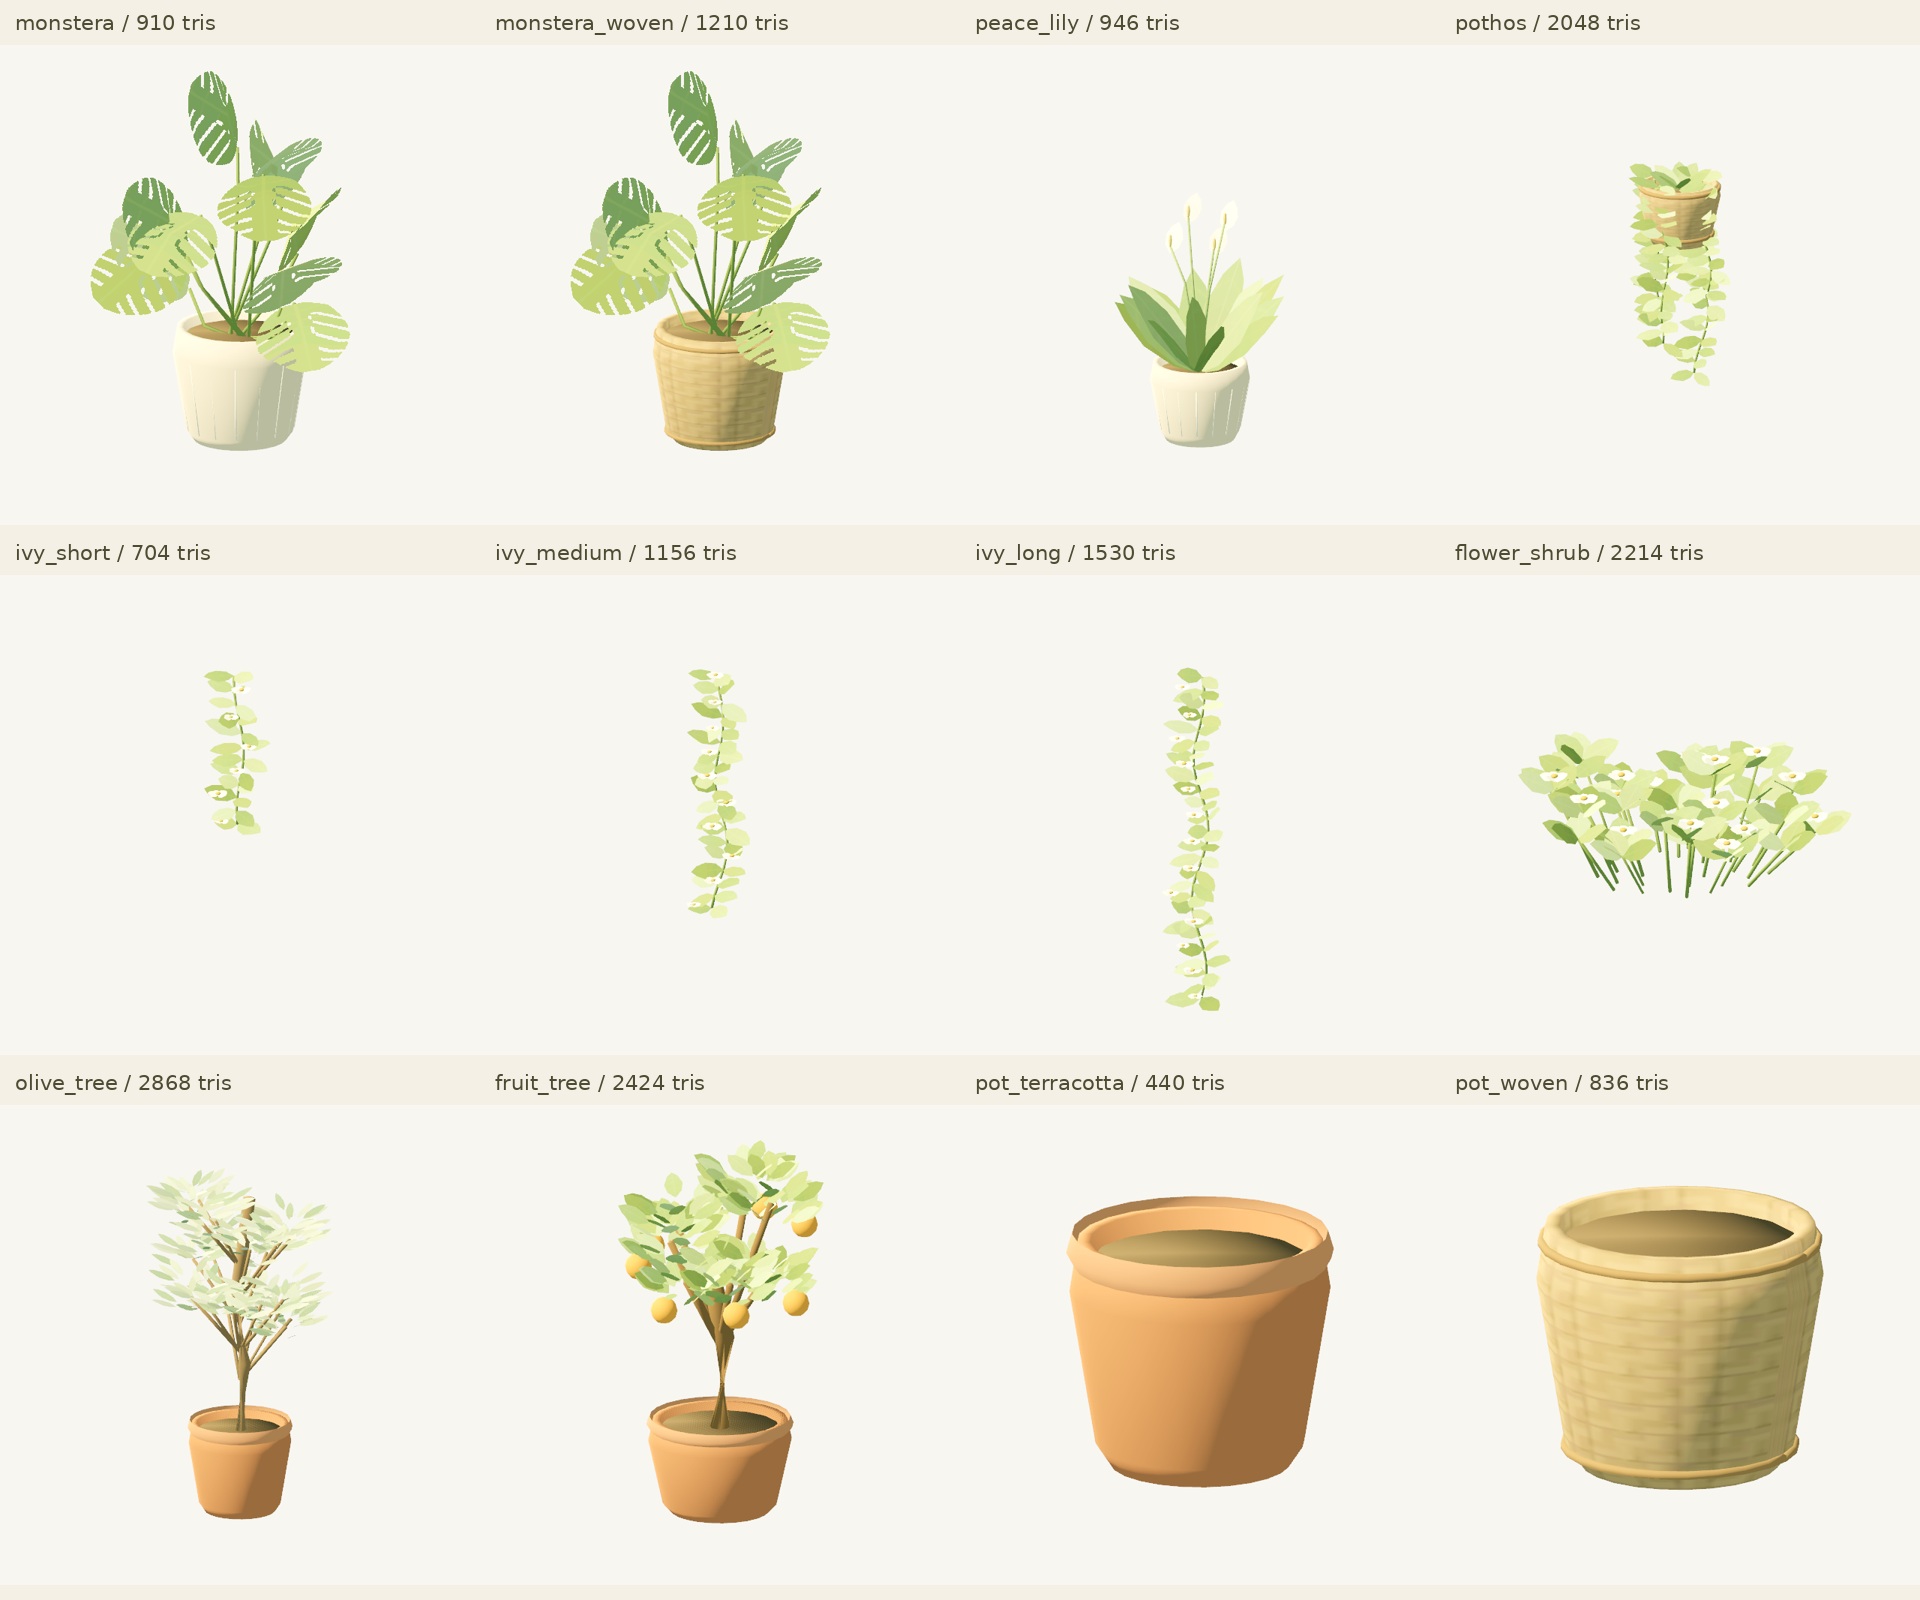 monstera / 910 tris
monstera_woven / 1210 tris
peace_lily / 946 tris
pothos / 2048 tris
ivy_short / 704 tris
ivy_medium / 1156 tris
ivy_long / 1530 tris
flower_shrub / 2214 tris
olive_tree / 2868 tris
fruit_tree / 2424 tris
pot_terracotta / 440 tris
pot_woven / 836 tris